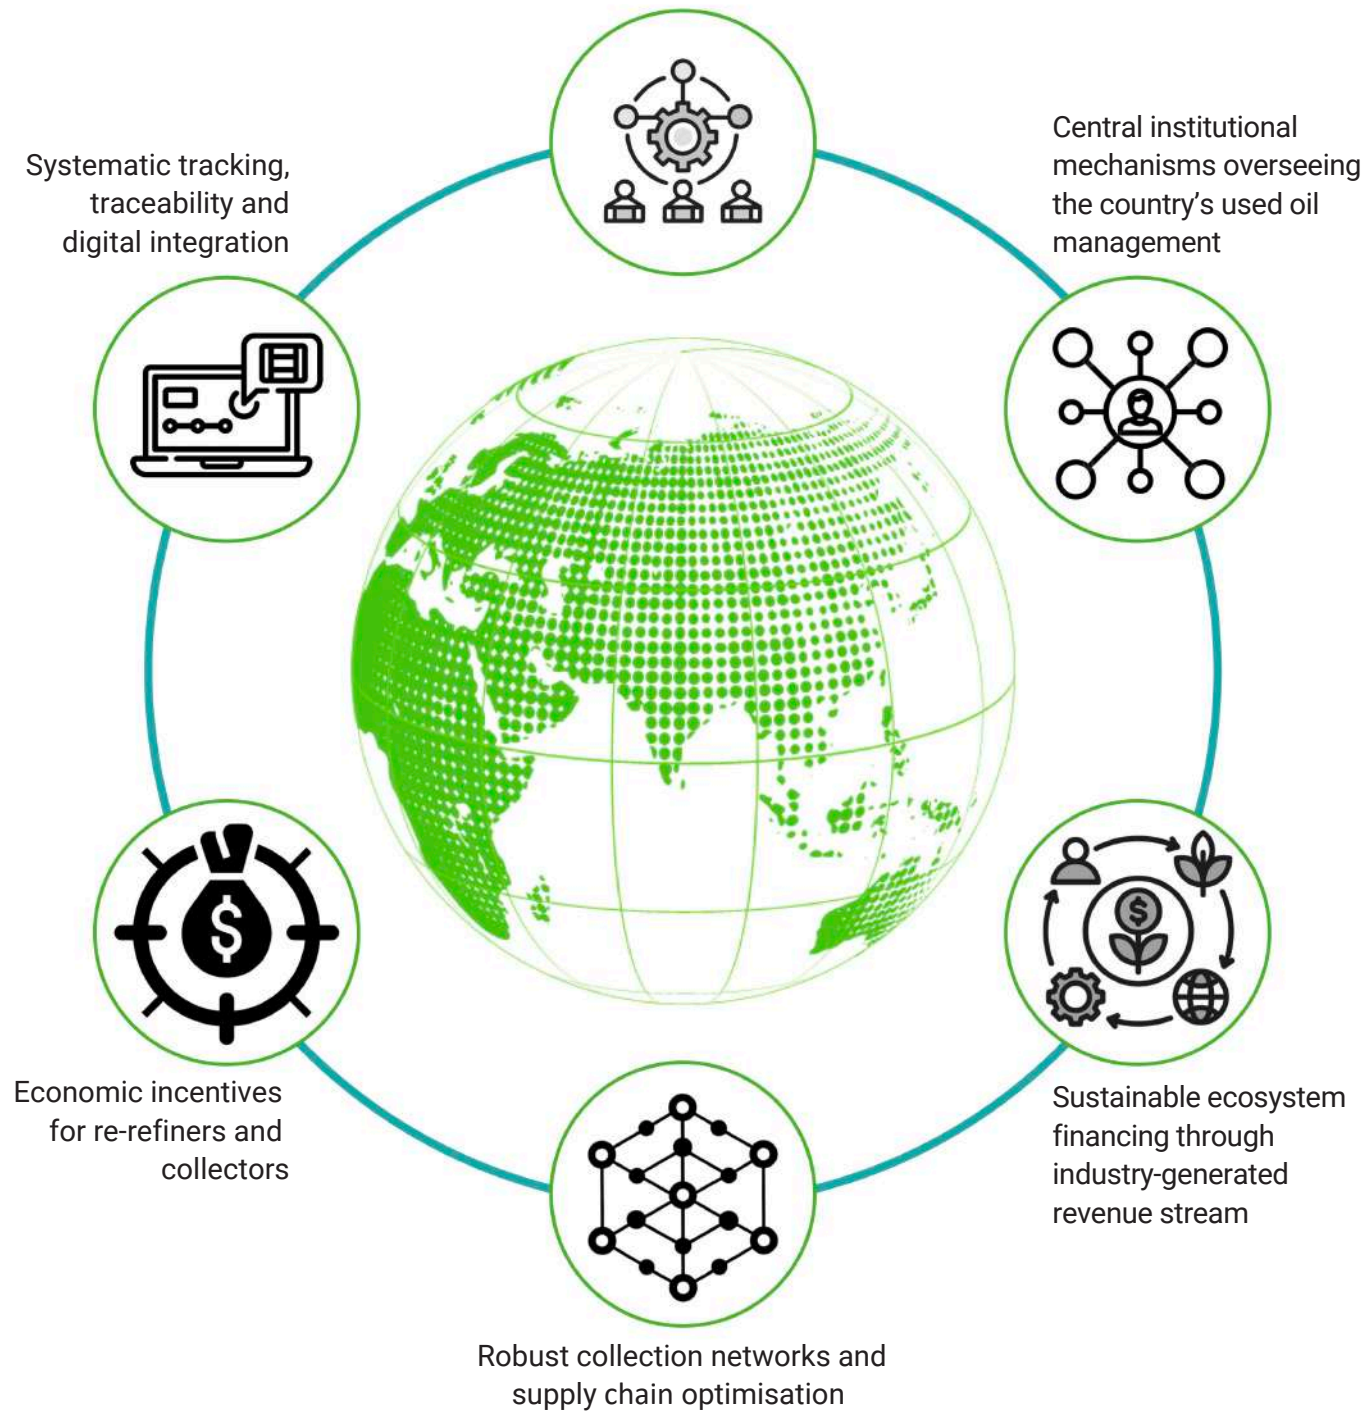 Systematic tracking,
traceability and
digital integration
Central institutional
mechanisms overseeing
the country's used oil
management
Economic incentives
for re-refiners and
collectors
Sustainable ecosystem
financing through
industry-generated
revenue stream
Robust collection networks and
supply chain optimisation
$
$